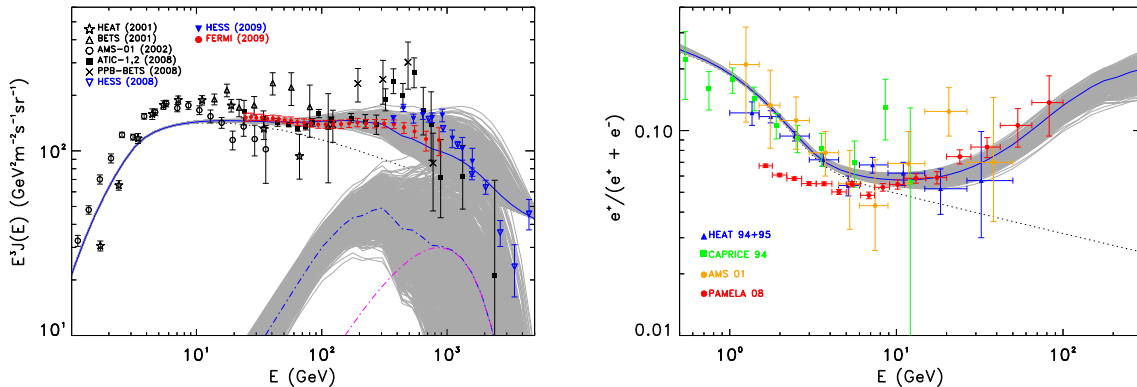 HEAT (2001)
BETS (2001)
AMS-01 (2002)
ATIC-1,2 (2008)
PPB-BETS (2008)
HESS (2008)
HESS (2009)
FERMI (2009)
E³J(E) (GeV²m⁻²s⁻¹sr⁻¹)
10²
10¹
10¹ 10² 10³
E (GeV)
e⁺/(e⁺ + e⁻)
0.10
0.01
HEAT 94+95
CAPRICE 94
AMS 01
PAMELA 08
10⁰ 10¹ 10²
E (GeV)